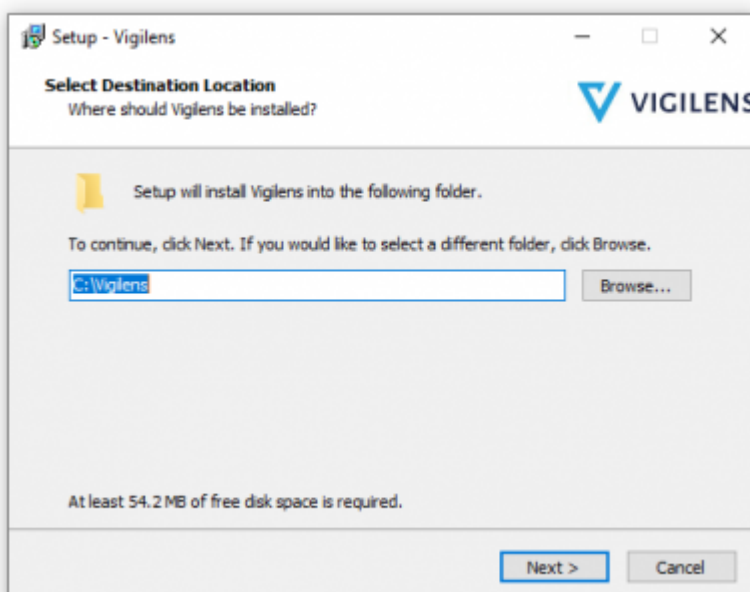 Setup - Vigilens
Select Destination Location
Where should Vigilens be installed?
VIGILENS
Setup will install Vigilens into the following folder.
To continue, click Next. If you would like to select a different folder, click Browse.
C:\Vigilens
Browse...
At least 54.2 MB of free disk space is required.
Next >
Cancel